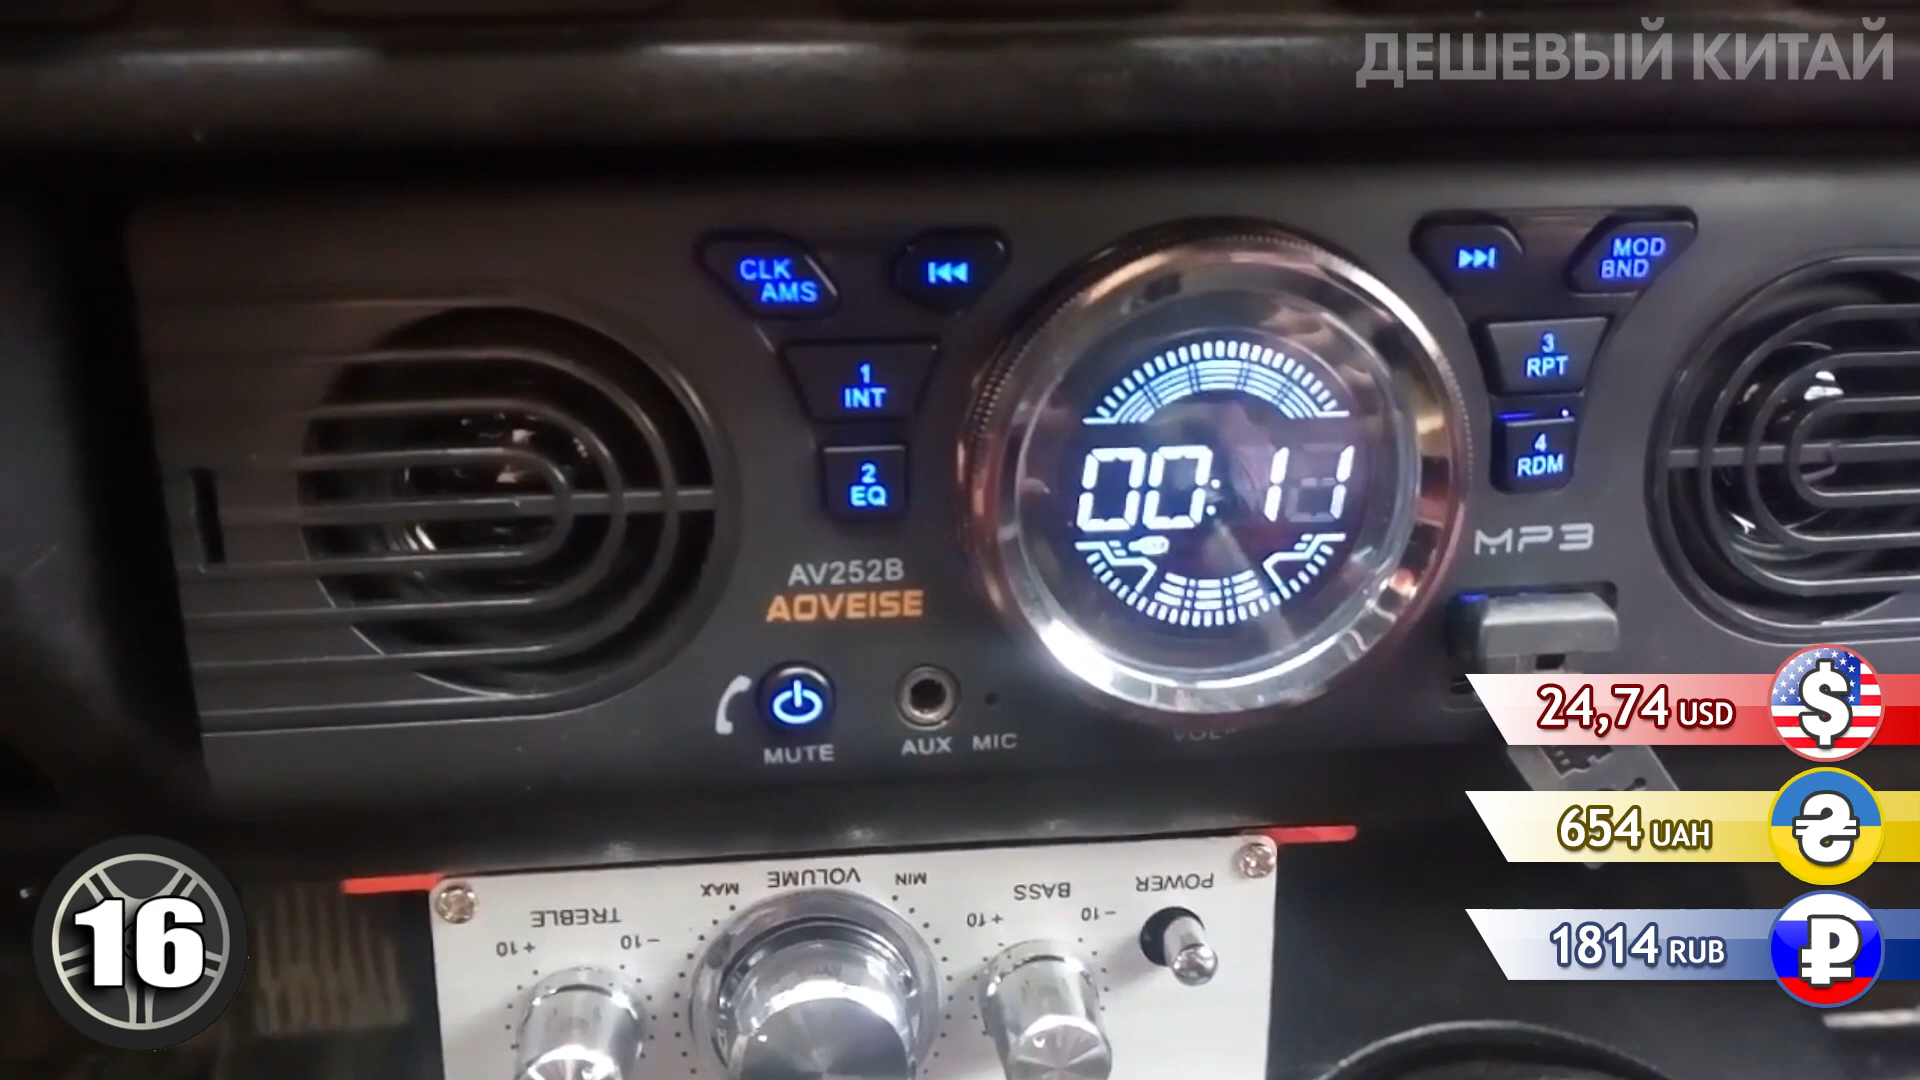 ДЕШЕВЫЙ КИТАЙ
CLK
AMS
MOD
BND
1
INT
3
RPT
2
EQ
4
RDM
00:11
MP3
AV252B
AOVEISE
MUTE
AUX MIC
24,74 USD
$
654 UAH
₴
1814 RUB
₽
16
POWER
BASS
-10 +10
MIN VOLUME MAX
TREBLE
-10 +10